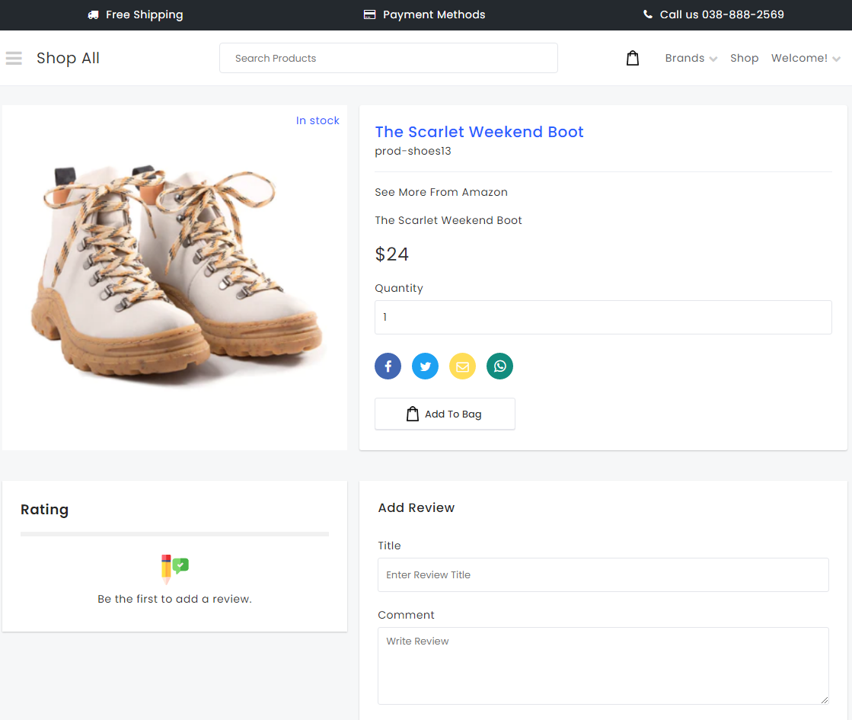 Free Shipping
Payment Methods
Call us 038-888-2569
Shop All
Search Products
Brands
Shop
Welcome!
In stock
The Scarlet Weekend Boot
prod-shoes13
See More From Amazon
The Scarlet Weekend Boot
$24
Quantity
1
Add To Bag
Rating
Be the first to add a review.
Add Review
Title
Enter Review Title
Comment
Write Review